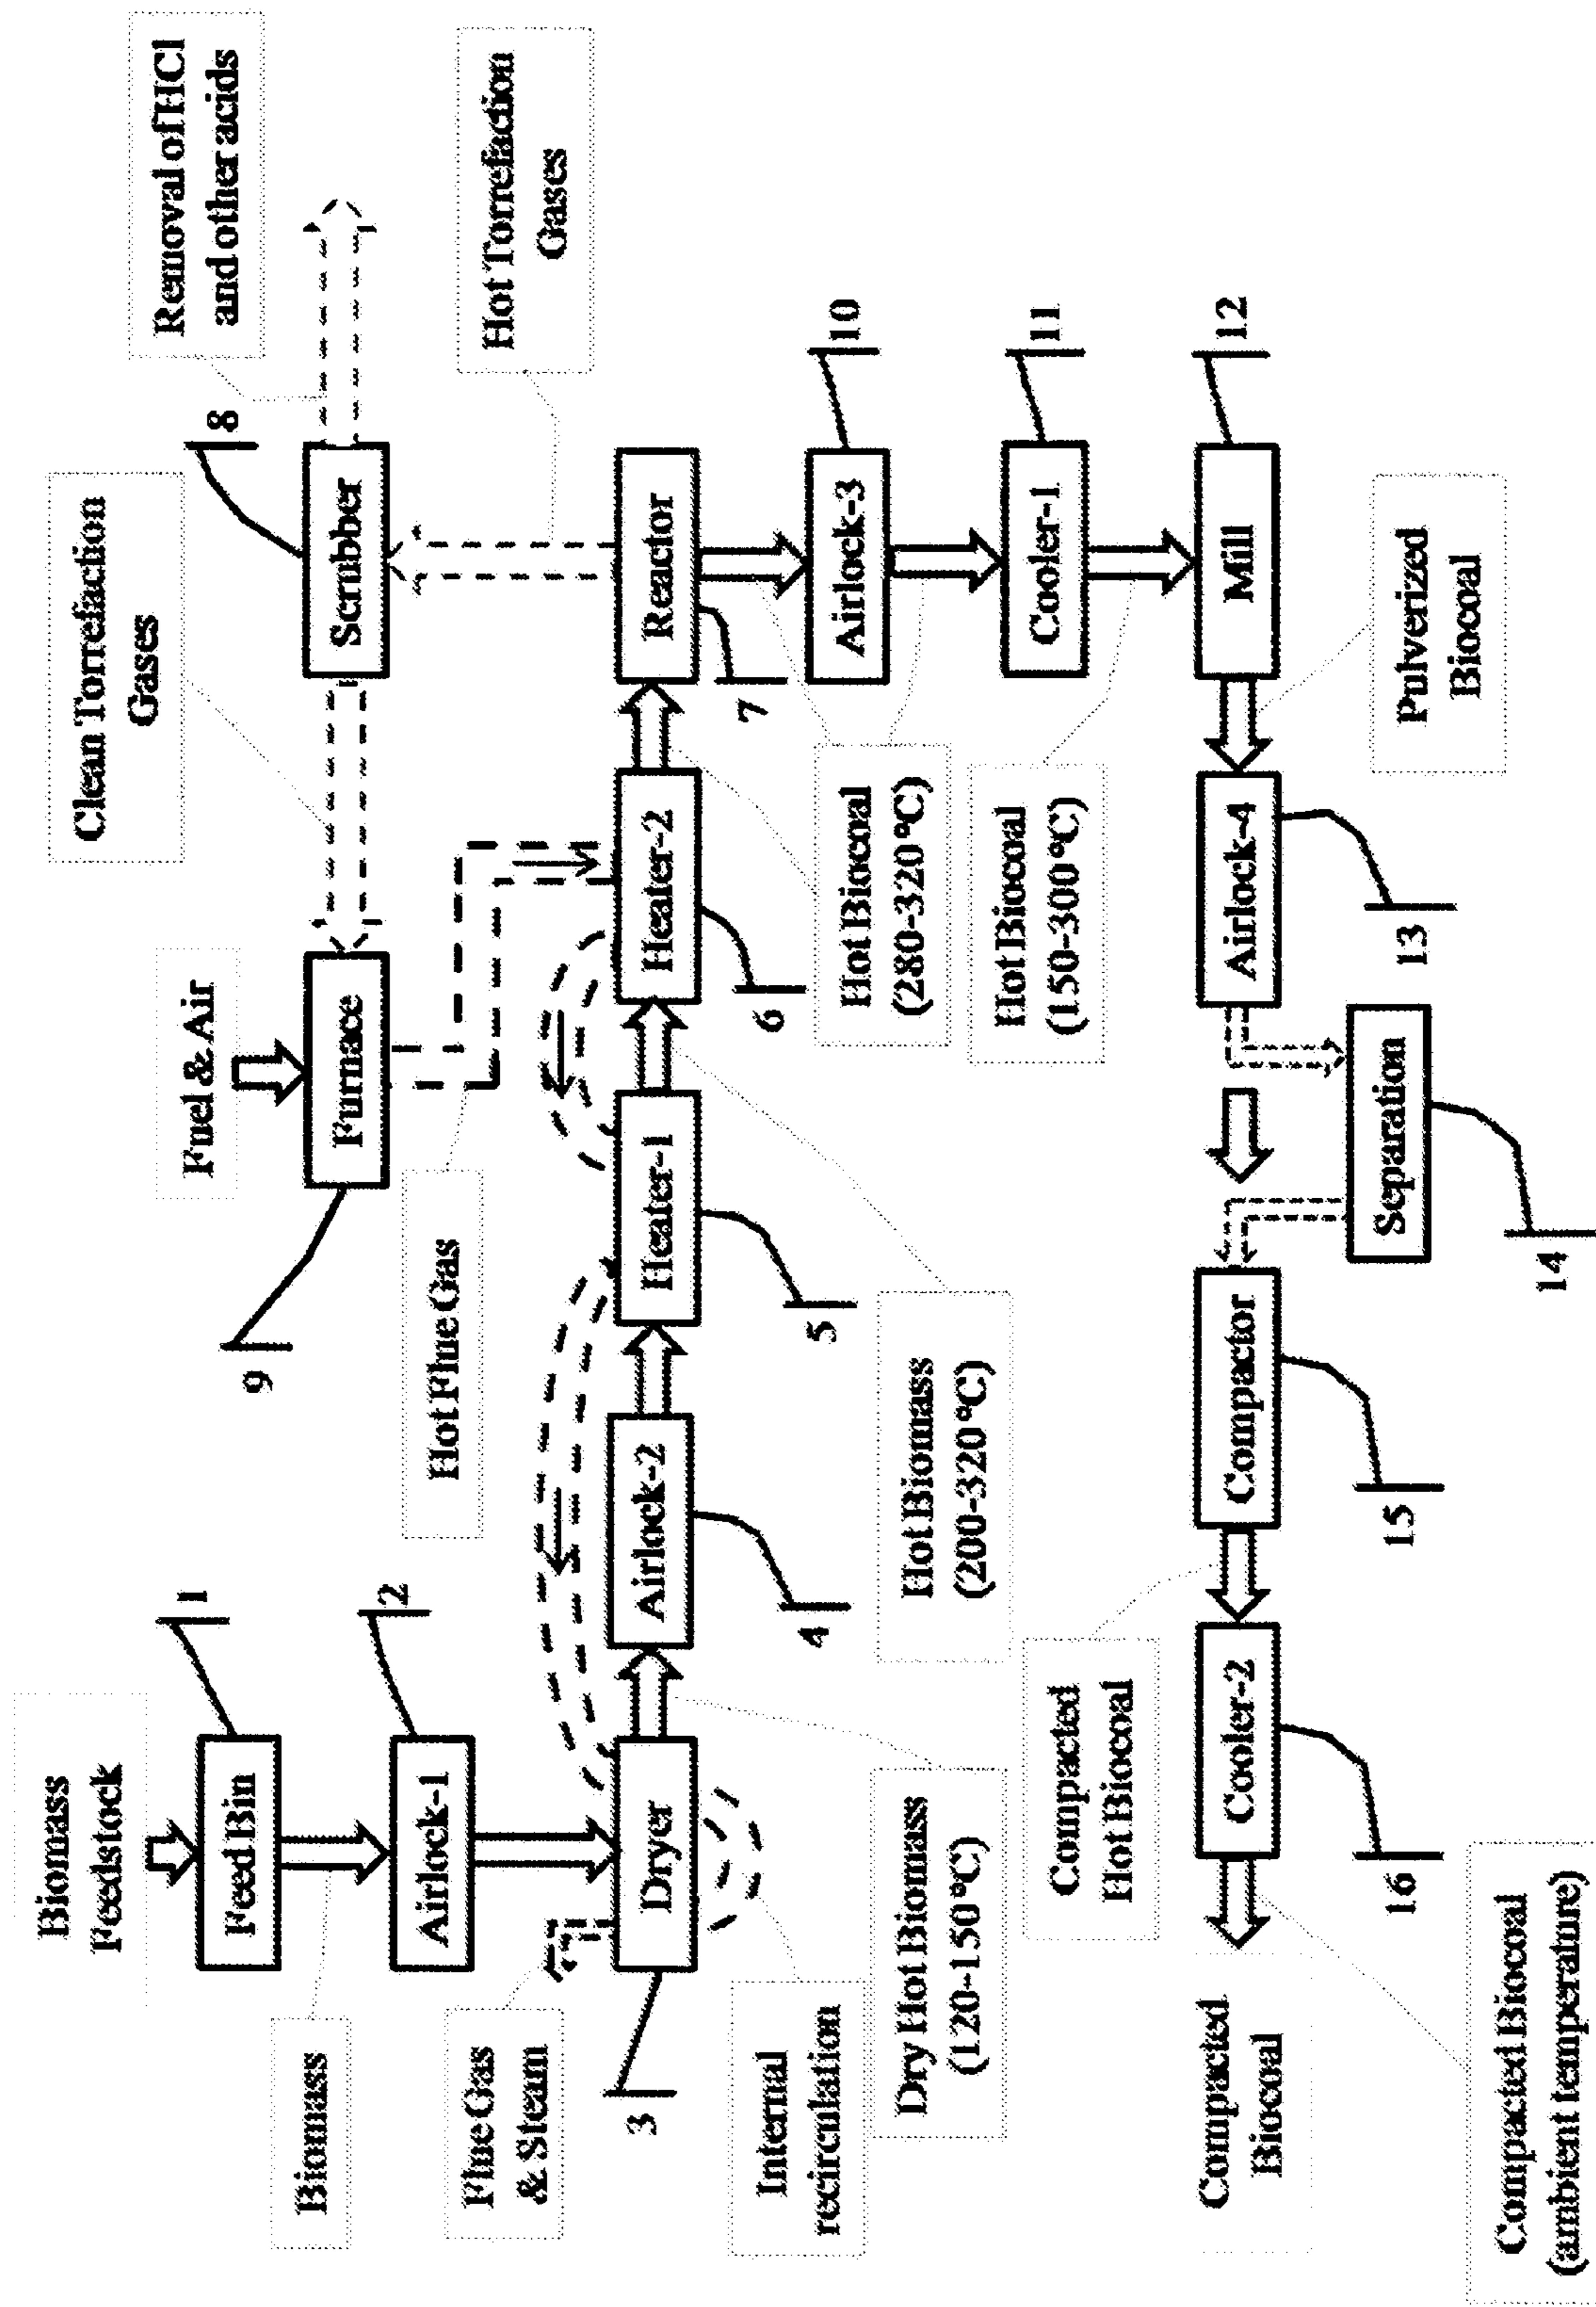 Biomass
Feedstock
1
Feed Bin
Biomass
2
Airlock-1
Flue Gas
& Steam
3
Dryer
Internal
recirculation
Dry Hot Biomass
(120-150 °C)
Airlock-2
4
Hot Biomass
(200-320 °C)
Heater-1
5
Heater-2
6
Fuel & Air
Furnace
9
Hot Flue Gas
Clean Torrefaction
Gases
Scrubber
8
Removal of HCl
and other acids
Hot Torrefaction
Gases
Reactor
7
Hot Biocoal
(280-320 °C)
Airlock-3
10
Cooler-1
11
Hot Biocoal
(150-300 °C)
Mill
12
Pulverized
Biocoal
Airlock-4
13
Separation
14
Compactor
15
Compacted
Hot Biocoal
Cooler-2
16
Compacted
Biocoal
Compacted Biocoal
(ambient temperature)